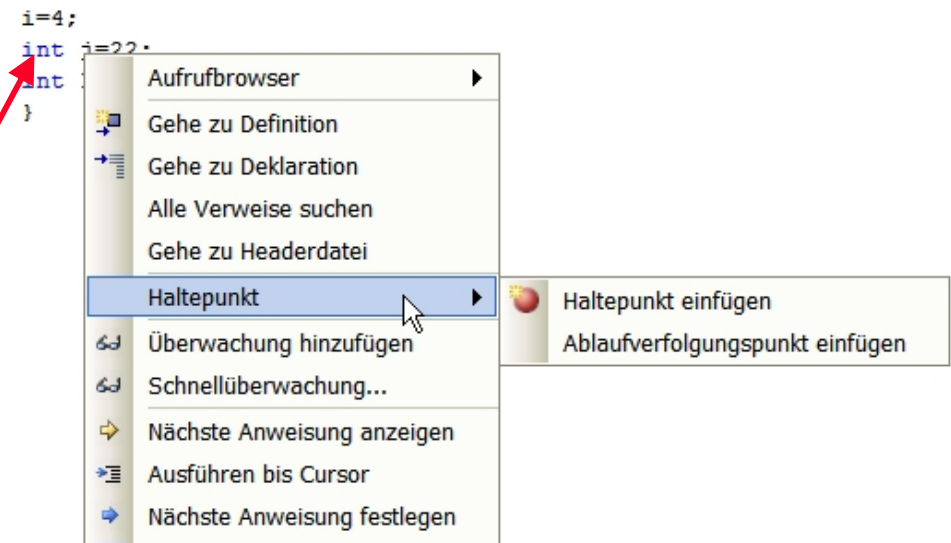 i=4;
int j=22;
int
}
Aufrufbrowser
Gehe zu Definition
Gehe zu Deklaration
Alle Verweise suchen
Gehe zu Headerdatei
Haltepunkt
Haltepunkt einfügen
Ablaufverfolgungspunkt einfügen
Überwachung hinzufügen
Schnellüberwachung...
Nächste Anweisung anzeigen
Ausführen bis Cursor
Nächste Anweisung festlegen